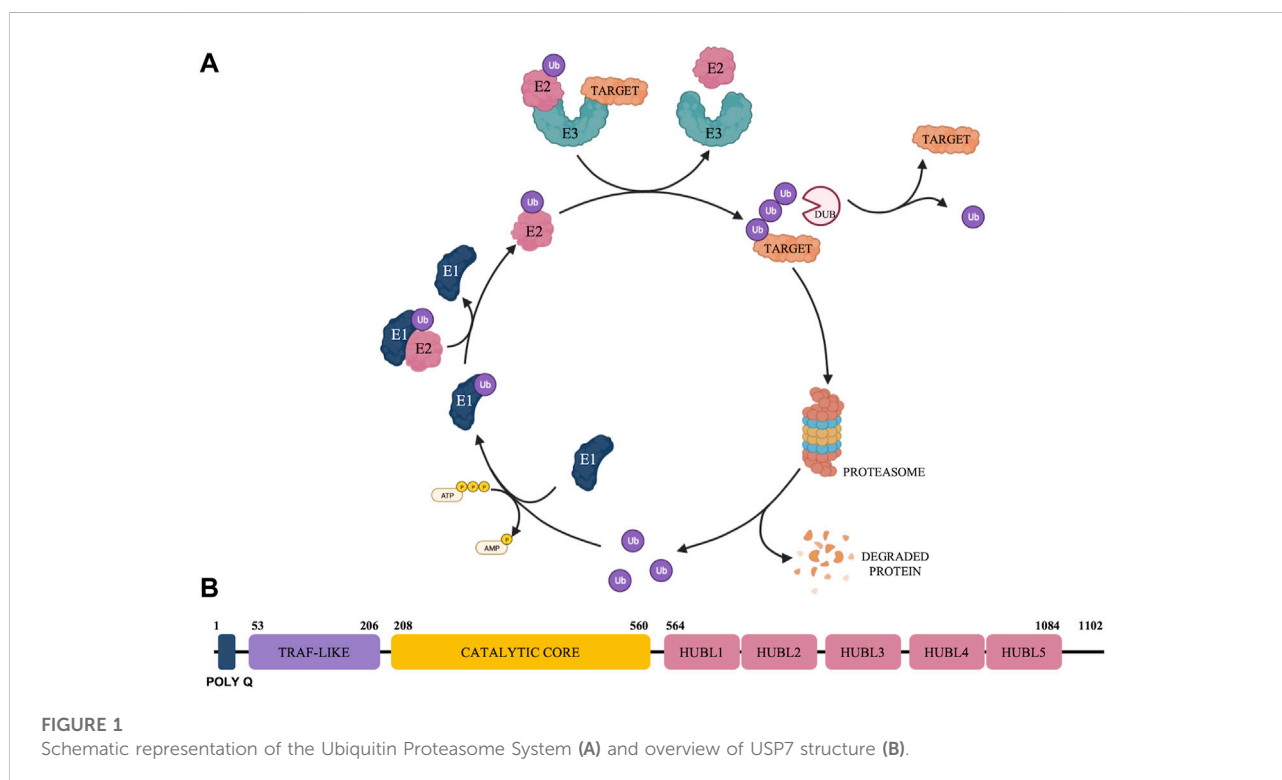 A
Ub
E2
TARGET
E3
E2
E3
TARGET
Ub
Ub
E2
Ub
Ub
Ub
DUB
TARGET
Ub
E1
Ub
E1
E2
E1
Ub
E1
ATP
P P P
AMP
P
PROTEASOME
Ub
Ub
Ub
DEGRADED
PROTEIN
B
1 53 206 208 560 564 1084 1102
TRAF-LIKE CATALYTIC CORE HUBL1 HUBL2 HUBL3 HUBL4 HUBL5
POLY Q
FIGURE 1
Schematic representation of the Ubiquitin Proteasome System (A) and overview of USP7 structure (B).